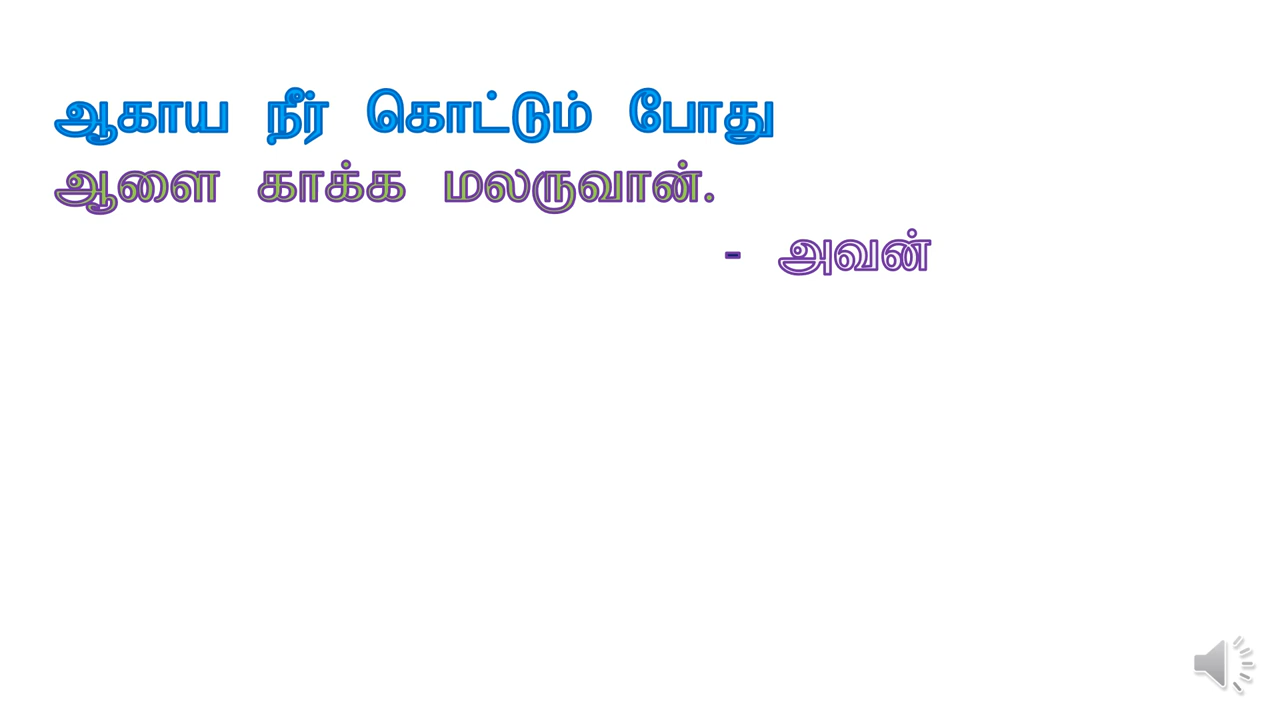 ஆகாய நீர் கொட்டும் போது
ஆளை காக்க மலருவான்.
- அவன்